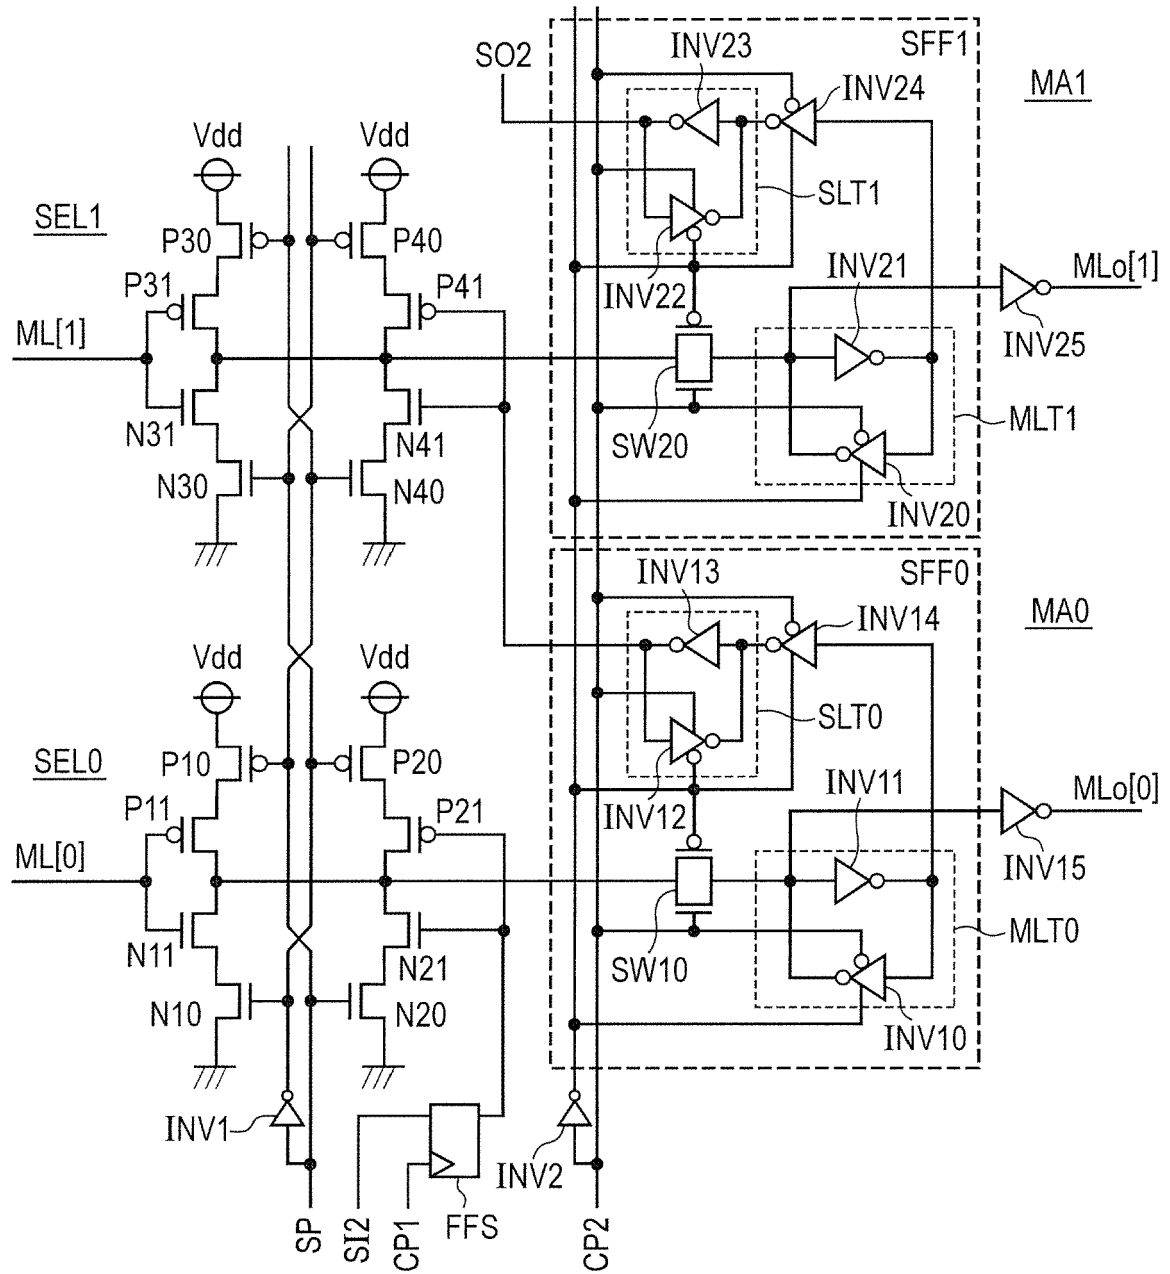 SO2
INV23
SFF1
MA1
INV24
Vdd
Vdd
SLT1
SEL1
P30
P40
P31
P41
INV22
INV21
MLo[1]
ML[1]
INV25
N31
N41
SW20
MLT1
N30
N40
INV20
INV13
SFF0
MA0
INV14
Vdd
Vdd
SLT0
SEL0
P10
P20
P11
P21
INV12
INV11
MLo[0]
ML[0]
INV15
N11
N21
SW10
MLT0
N10
N20
INV10
INV1
INV2
SP
SI2
CP1
FFS
CP2